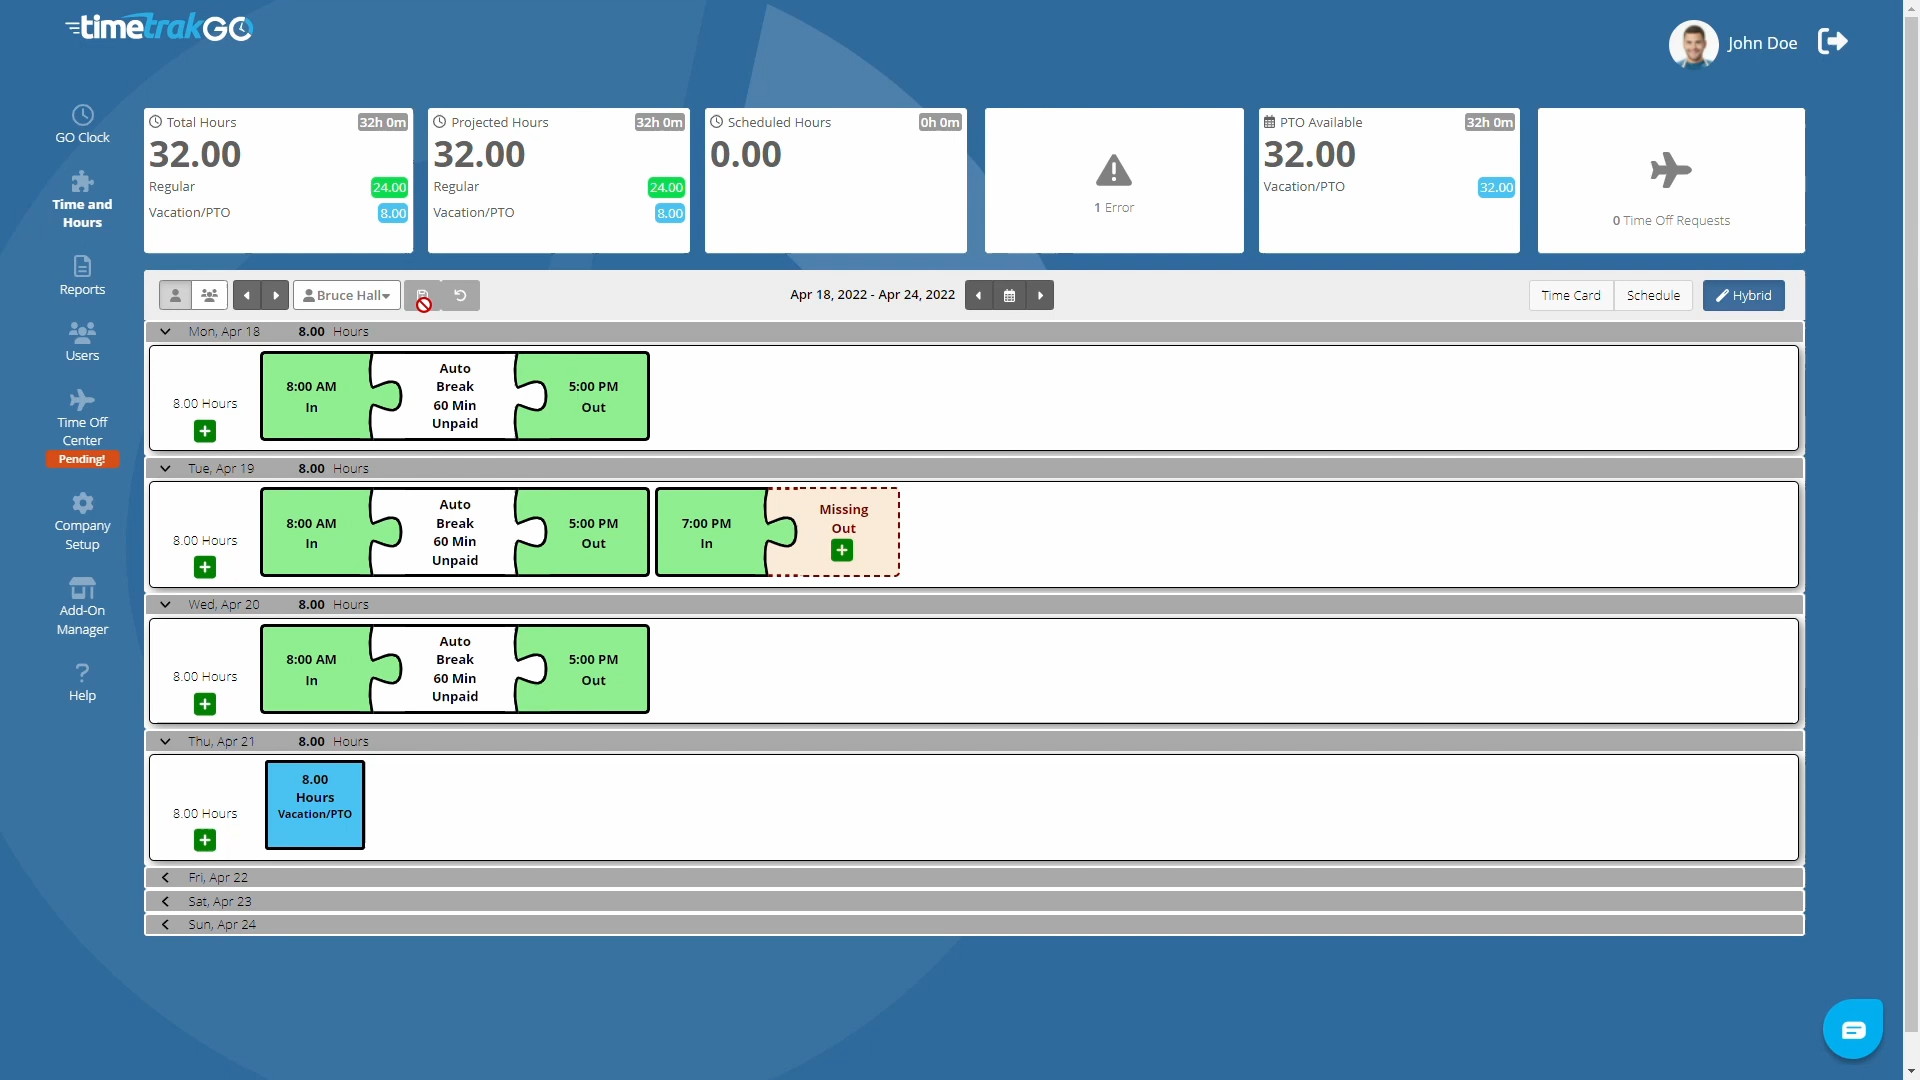 timetrakGO
John Doe
GO Clock
Time and
Hours
Reports
Users
Time Off
Center
Pending!
Company
Setup
Add-On
Manager
Help
Total Hours 32h 0m
32.00
Regular 24.00
Vacation/PTO 8.00
Projected Hours 32h 0m
32.00
Regular 24.00
Vacation/PTO 8.00
Scheduled Hours 0h 0m
0.00
1 Error
PTO Available 32h 0m
32.00
Vacation/PTO 32.00
0 Time Off Requests
Bruce Hall
Apr 18, 2022 - Apr 24, 2022
Time Card
Schedule
Hybrid
Mon, Apr 18 8.00 Hours
8.00 Hours
8:00 AM
In
Auto
Break
60 Min
Unpaid
5:00 PM
Out
Tue, Apr 19 8.00 Hours
8.00 Hours
8:00 AM
In
Auto
Break
60 Min
Unpaid
5:00 PM
Out
7:00 PM
In
Missing
Out
Wed, Apr 20 8.00 Hours
8.00 Hours
8:00 AM
In
Auto
Break
60 Min
Unpaid
5:00 PM
Out
Thu, Apr 21 8.00 Hours
8.00 Hours
8.00
Hours
Vacation/PTO
Fri, Apr 22
Sat, Apr 23
Sun, Apr 24